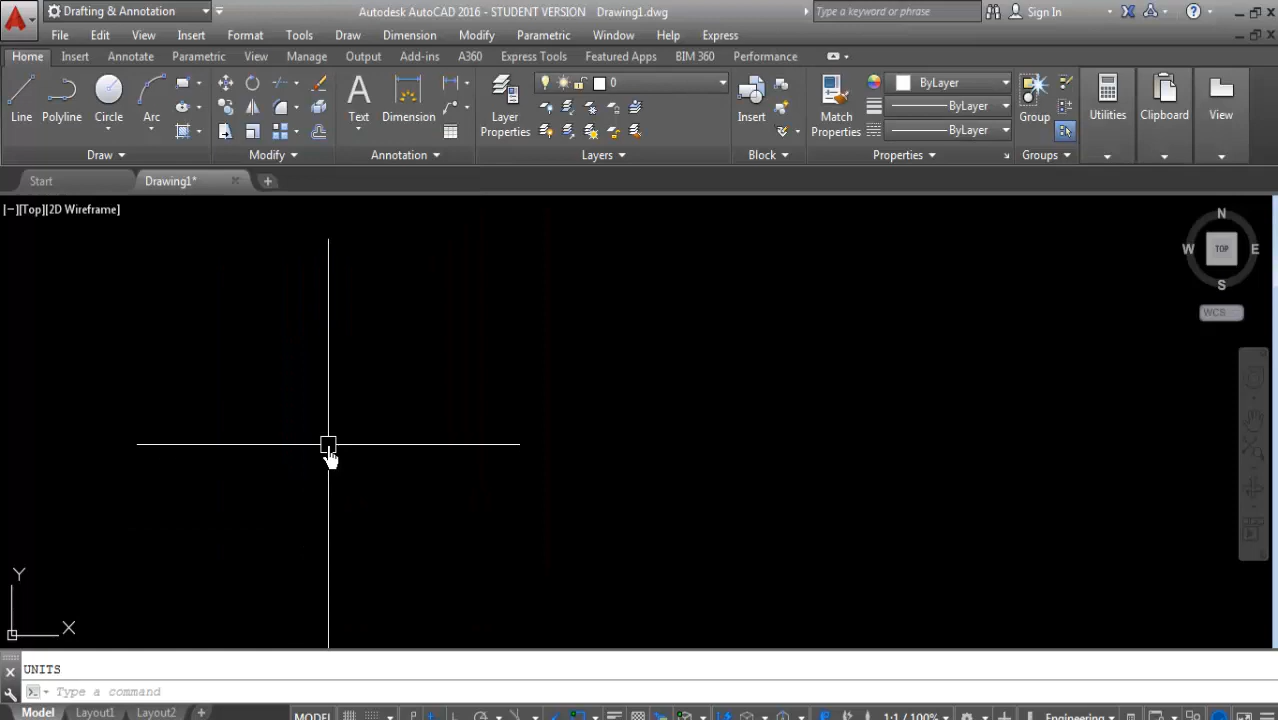 Drafting & Annotation Autodesk AutoCAD 2016 - STUDENT VERSION Drawing1.dwg Type a keyword or phrase Sign In
File Edit View Insert Format Tools Draw Dimension Modify Parametric Window Help Express
Home Insert Annotate Parametric View Manage Output Add-ins A360 Express Tools Featured Apps BIM 360 Performance
0 ByLayer
ByLayer
Line Polyline Circle Arc Text Dimension Layer Properties Insert Match Properties Group Utilities Clipboard View
ByLayer
Draw Modify Annotation Layers Block Properties Groups
Start Drawing1*
[−][Top][2D Wireframe]
N
W TOP E
S
WCS
Y
X
UNITS
Type a command
Model Layout1 Layout2 MODEL 1:1 / 100% Engineering